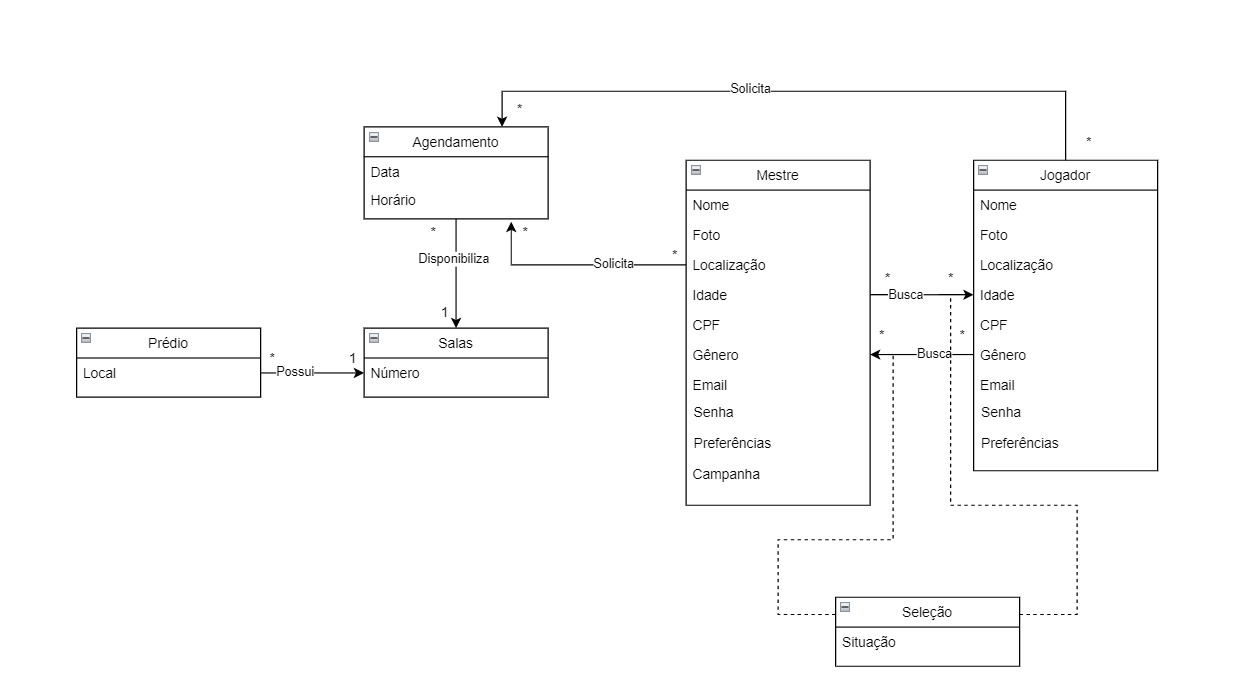 Solicita
*
*
Agendamento
Data
Horário
*
Disponibiliza
1
*
Solicita
*
Prédio
Local
*
Possui
1
Salas
Número
Mestre
Nome
Foto
Localização
Idade
CPF
Gênero
Email
Senha
Preferências
Campanha
*
*
Busca
*
*
Busca
Jogador
Nome
Foto
Localização
Idade
CPF
Gênero
Email
Senha
Preferências
Seleção
Situação